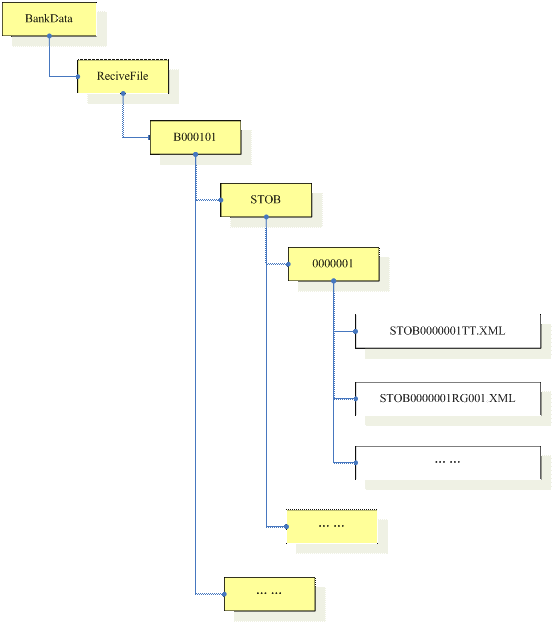 BankData
ReciveFile
B000101
STOB
0000001
STOB0000001TT.XML
STOB0000001RG001.XML
... ...
... ...
... ...